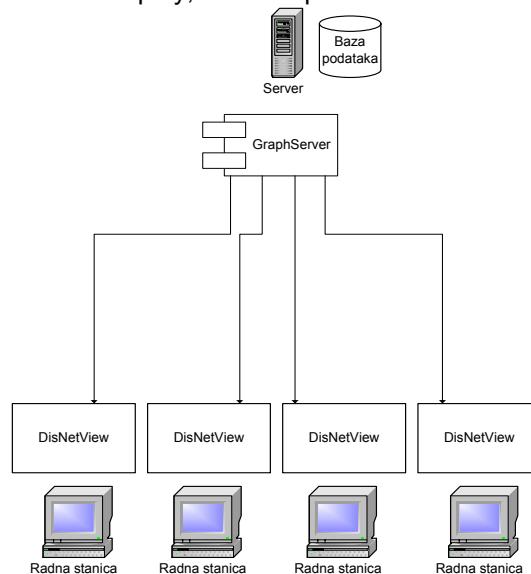 Baza
podataka
Server
GraphServer
DisNetView
DisNetView
DisNetView
DisNetView
Radna stanica
Radna stanica
Radna stanica
Radna stanica